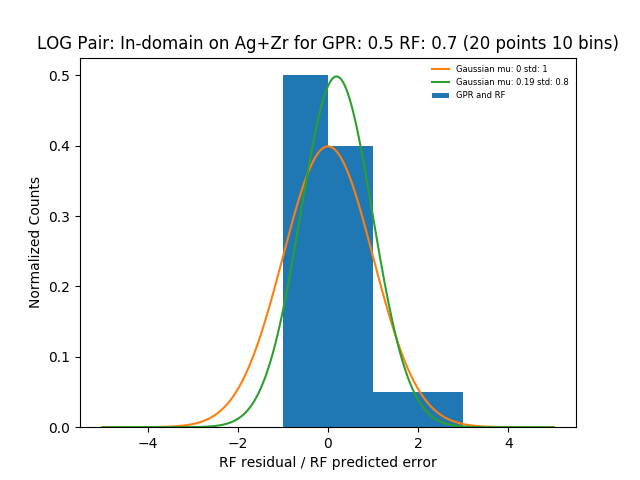 LOG Pair: In-domain on Ag+Zr for GPR: 0.5 RF: 0.7 (20 points 10 bins)
Gaussian mu: 0 std: 1
Gaussian mu: 0.19 std: 0.8
GPR and RF
Normalized Counts
0.5
0.4
0.3
0.2
0.1
0.0
−4 −2 0 2 4
RF residual / RF predicted error